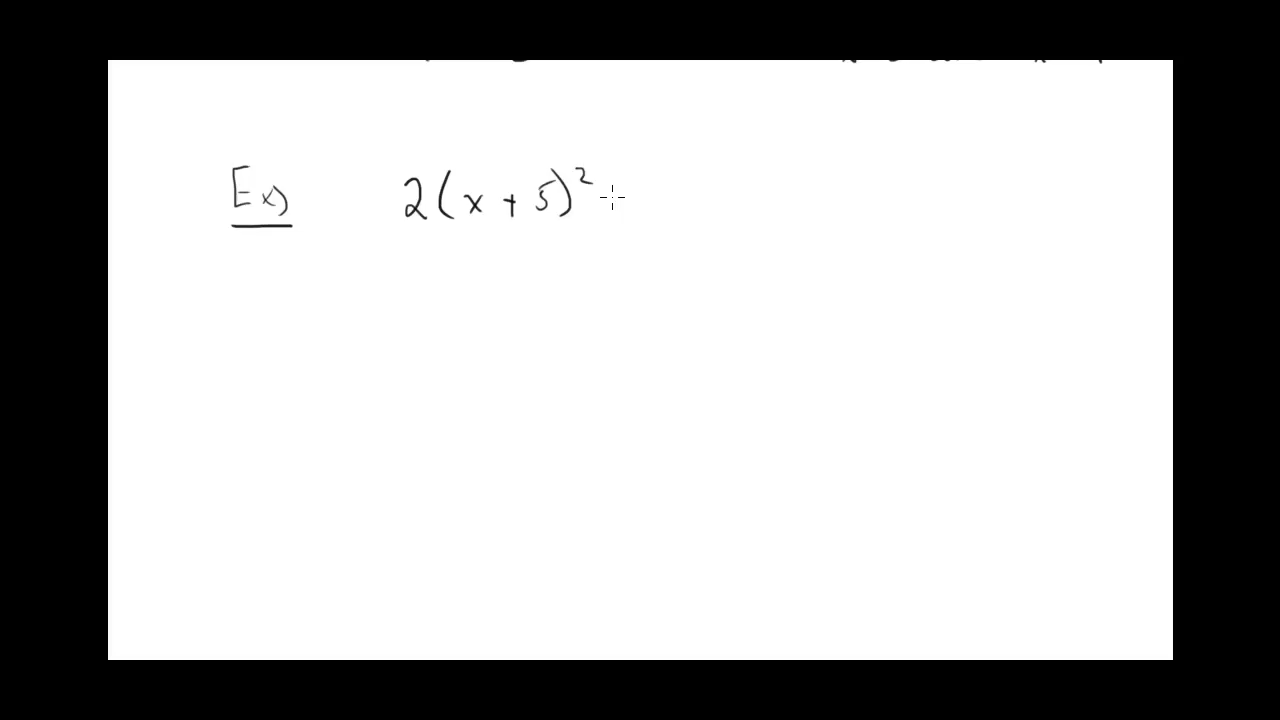 Ex) 2(x + 5)²